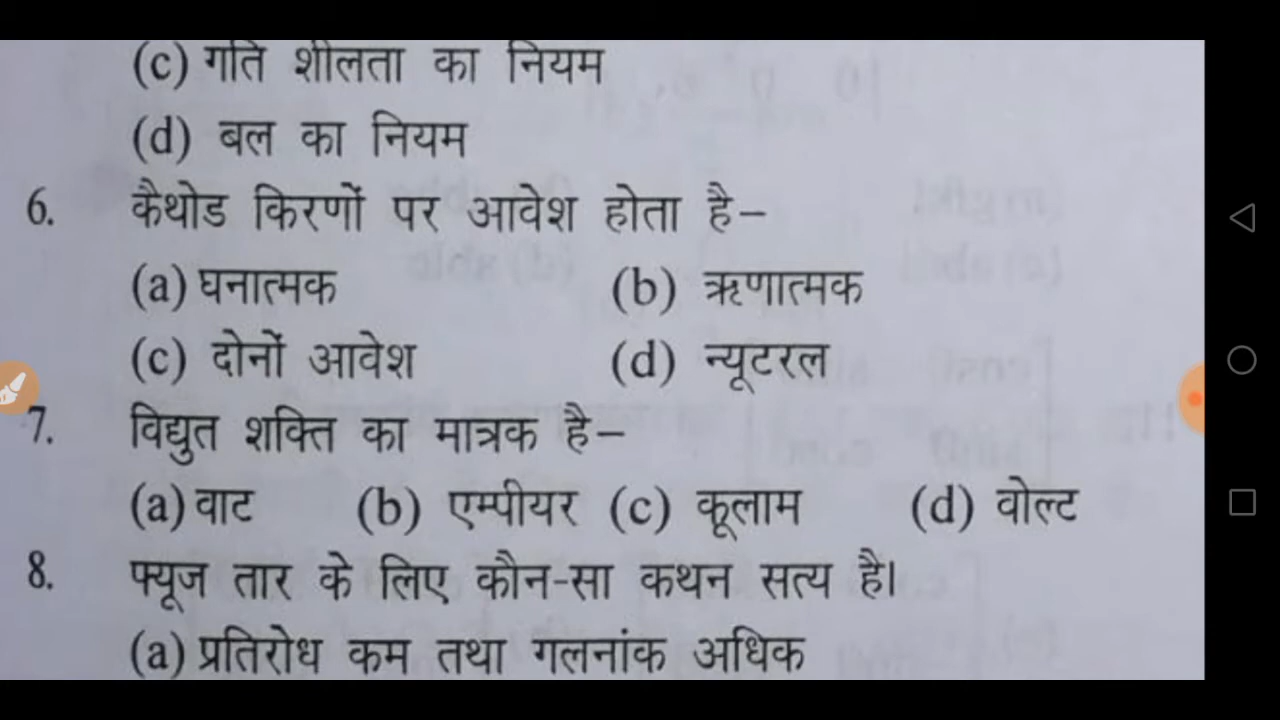 (c) गति शीलता का नियम
(d) बल का नियम
6. कैथोड किरणों पर आवेश होता है–
(a) घनात्मक (b) ऋणात्मक
(c) दोनों आवेश (d) न्यूटरल
7. विद्युत शक्ति का मात्रक है–
(a) वाट (b) एम्पीयर (c) कूलाम (d) वोल्ट
8. फ्यूज तार के लिए कौन-सा कथन सत्य है।
(a) प्रतिरोध कम तथा गलनांक अधिक